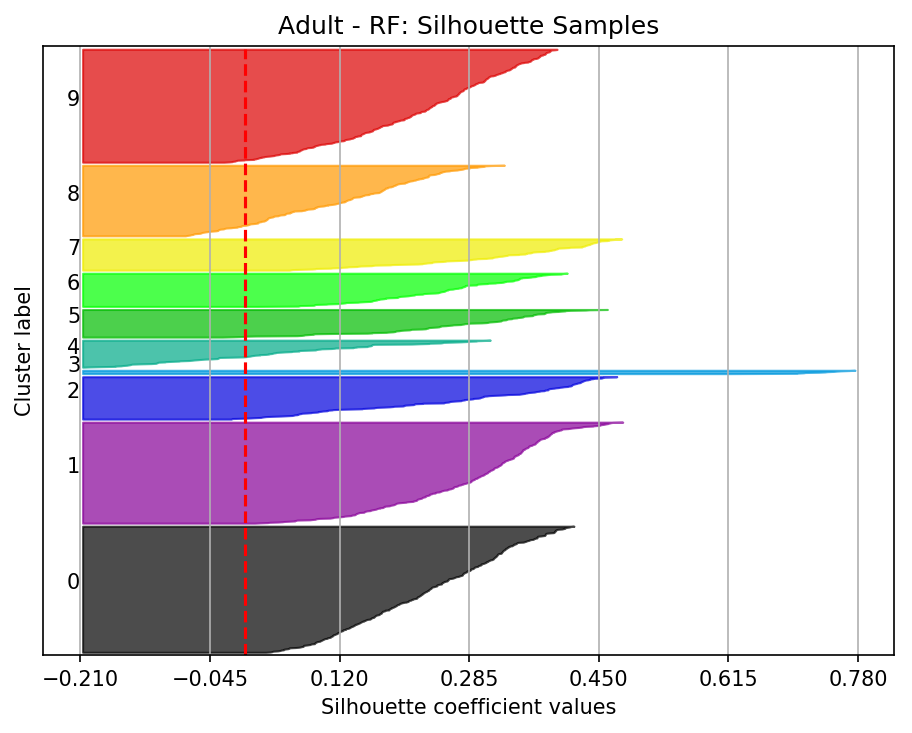 Adult - RF: Silhouette Samples
9
8
7
6
5
4
3
2
1
0
Cluster label
−0.210 −0.045 0.120 0.285 0.450 0.615 0.780
Silhouette coefficient values